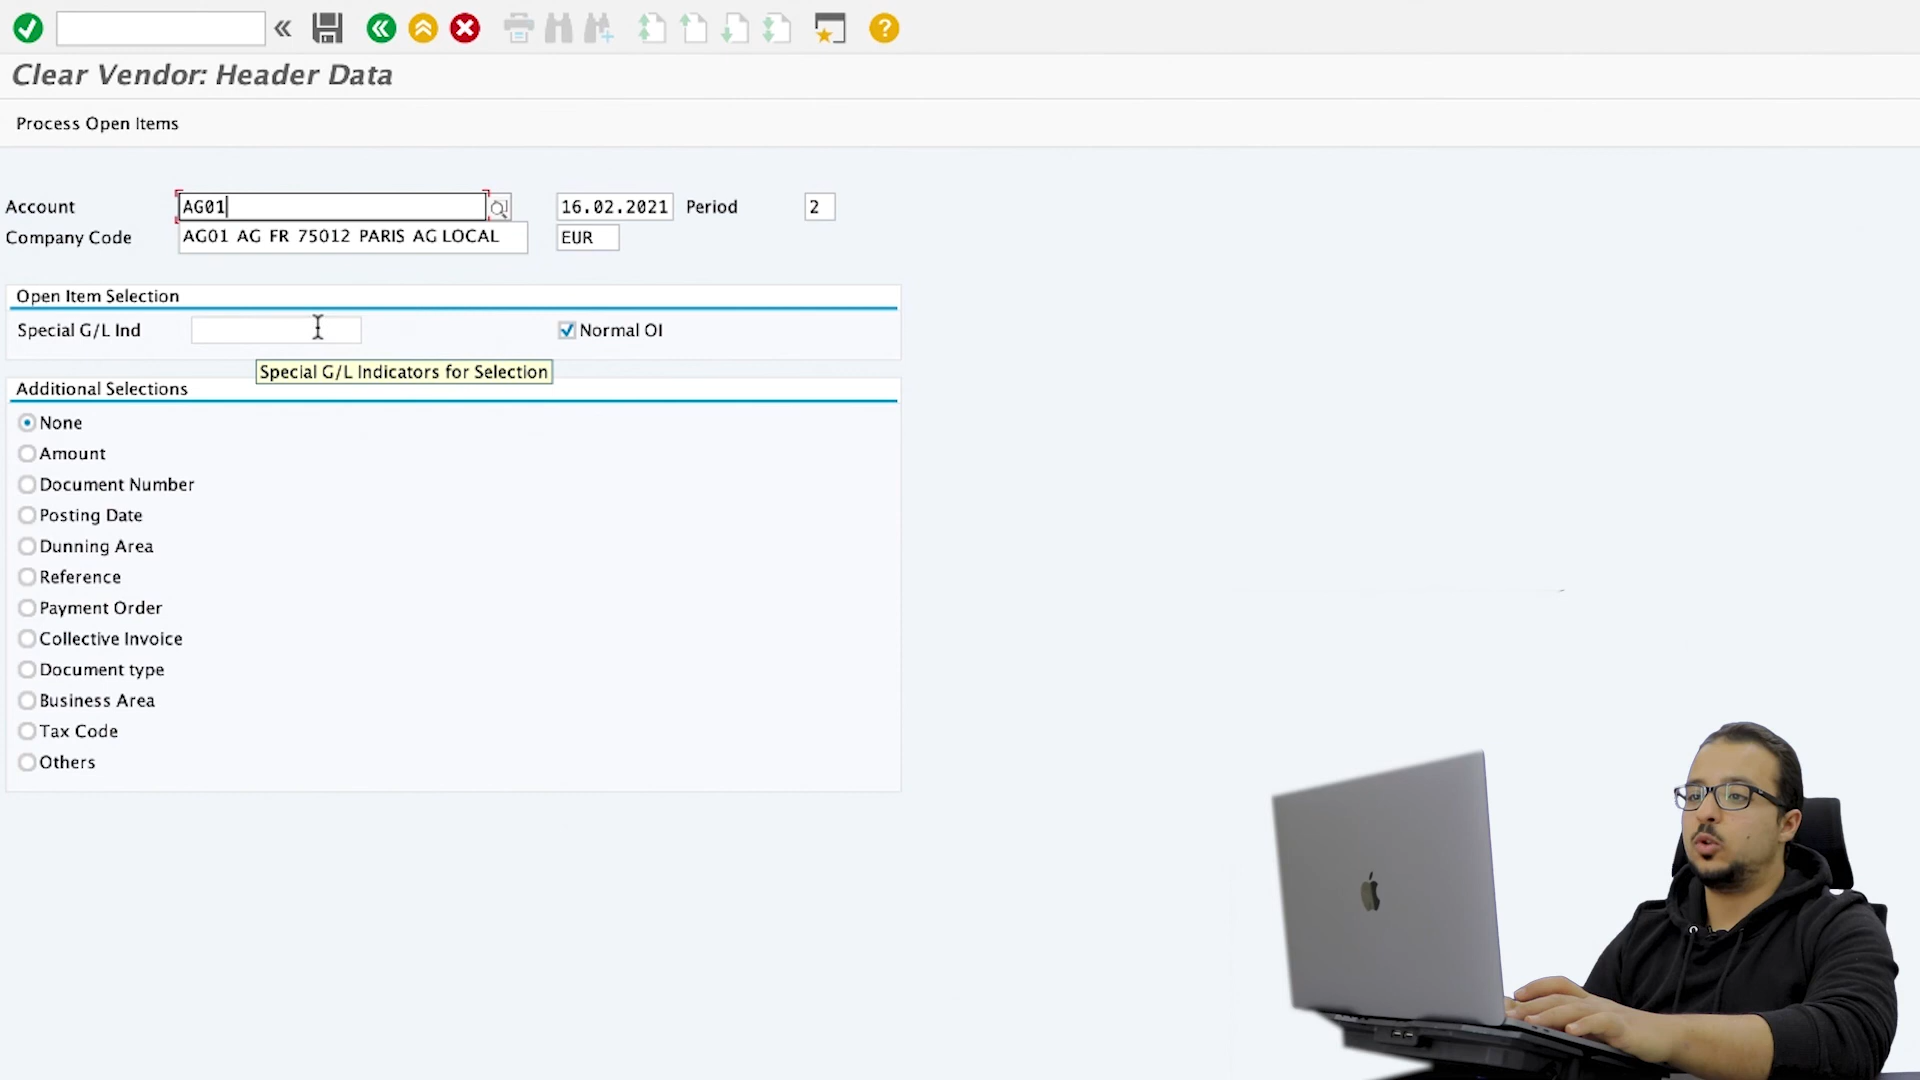 Clear Vendor: Header Data
Process Open Items
Account AG01 16.02.2021 Period 2
Company Code AG01 AG FR 75012 PARIS AG LOCAL EUR
Open Item Selection
Special G/L Ind Normal OI
Special G/L Indicators for Selection
Additional Selections
None
Amount
Document Number
Posting Date
Dunning Area
Reference
Payment Order
Collective Invoice
Document type
Business Area
Tax Code
Others